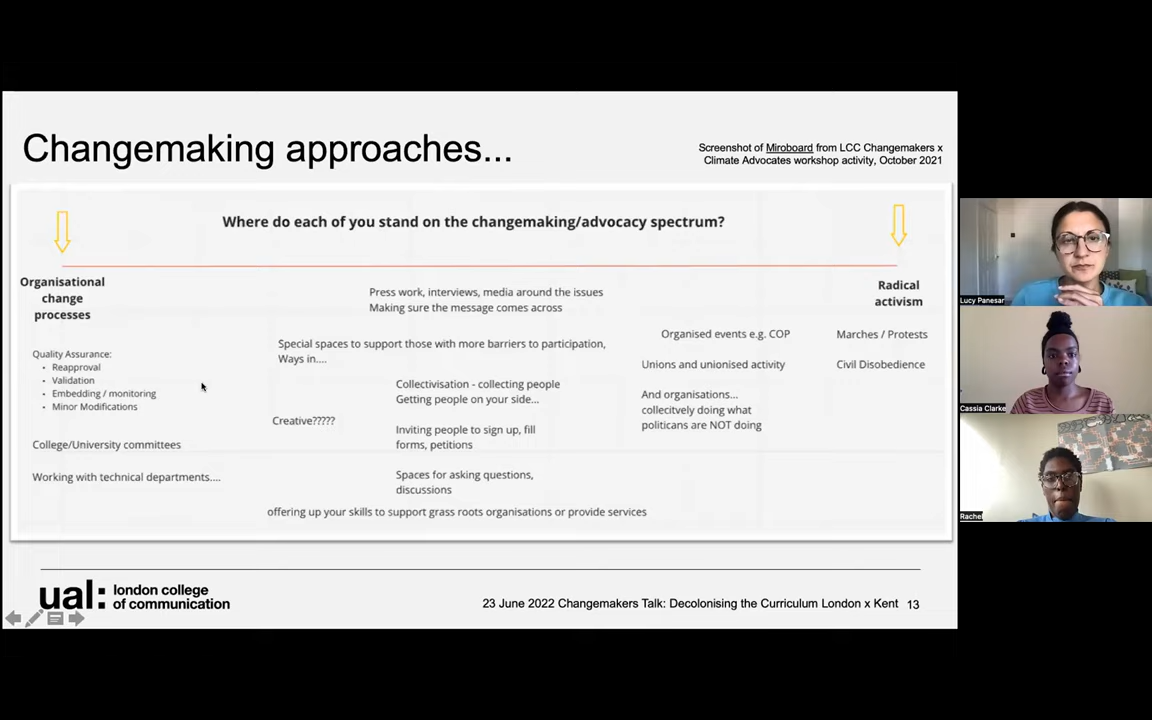 Changemaking approaches...
Screenshot of Miroboard from LCC Changemakers x
Climate Advocates workshop activity, October 2021
Where do each of you stand on the changemaking/advocacy spectrum?
Organisational
change
processes
Quality Assurance:
• Reapproval
• Validation
• Embedding / monitoring
• Minor Modifications
College/University committees
Working with technical departments....
Press work, interviews, media around the issues
Making sure the message comes across
Special spaces to support those with more barriers to participation,
Ways in....
Creative?????
Collectivisation - collecting people
Getting people on your side...
Inviting people to sign up, fill
forms, petitions
Spaces for asking questions,
discussions
offering up your skills to support grass roots organisations or provide services
Organised events e.g. COP
Unions and unionised activity
And organisations...
collecitvely doing what
politicans are NOT doing
Radical
activism
Marches / Protests
Civil Disobedience
ual: london college
of communication
23 June 2022 Changemakers Talk: Decolonising the Curriculum London x Kent 13
Lucy Panesar
Cassia Clarke
Rachel